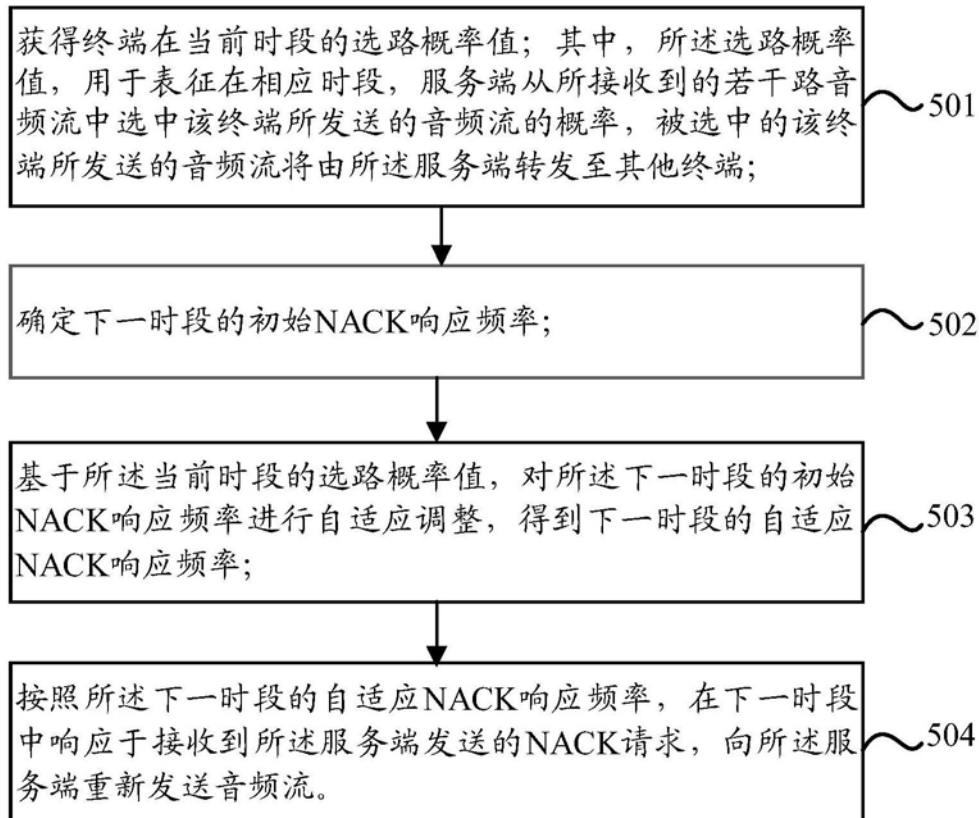 获得终端在当前时段的选路概率值；其中，所述选路概率
值，用于表征在相应时段，服务端从所接收到的若干路音
频流中选中该终端所发送的音频流的概率，被选中的该终
端所发送的音频流将由所述服务端转发至其他终端；
501
确定下一时段的初始NACK响应频率；
502
基于所述当前时段的选路概率值，对所述下一时段的初始
NACK响应频率进行自适应调整，得到下一时段的自适应
NACK响应频率；
503
按照所述下一时段的自适应NACK响应频率，在下一时段
中响应于接收到所述服务端发送的NACK请求，向所述服
务端重新发送音频流。
504